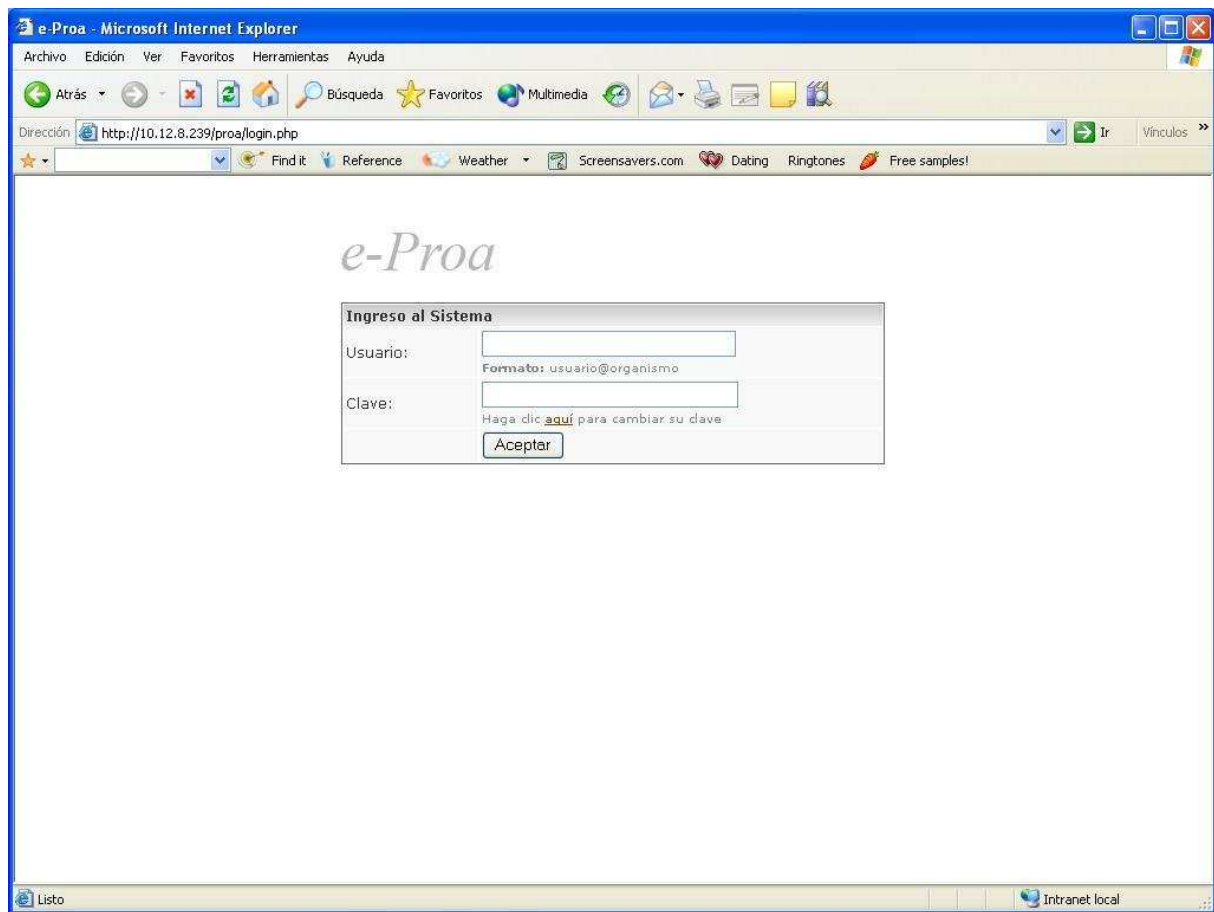 e-Proa - Microsoft Internet Explorer
Archivo Edición Ver Favoritos Herramientas Ayuda
Atrás Búsqueda Favoritos Multimedia
Dirección http://10.12.8.239/proa/login.php Ir Vínculos »
Find it Reference Weather Screensavers.com Dating Ringtones Free samples!
e-Proa
Ingreso al Sistema
Usuario:
Formato: usuario@organismo
Clave:
Haga clic aquí para cambiar su clave
Aceptar
Listo Intranet local